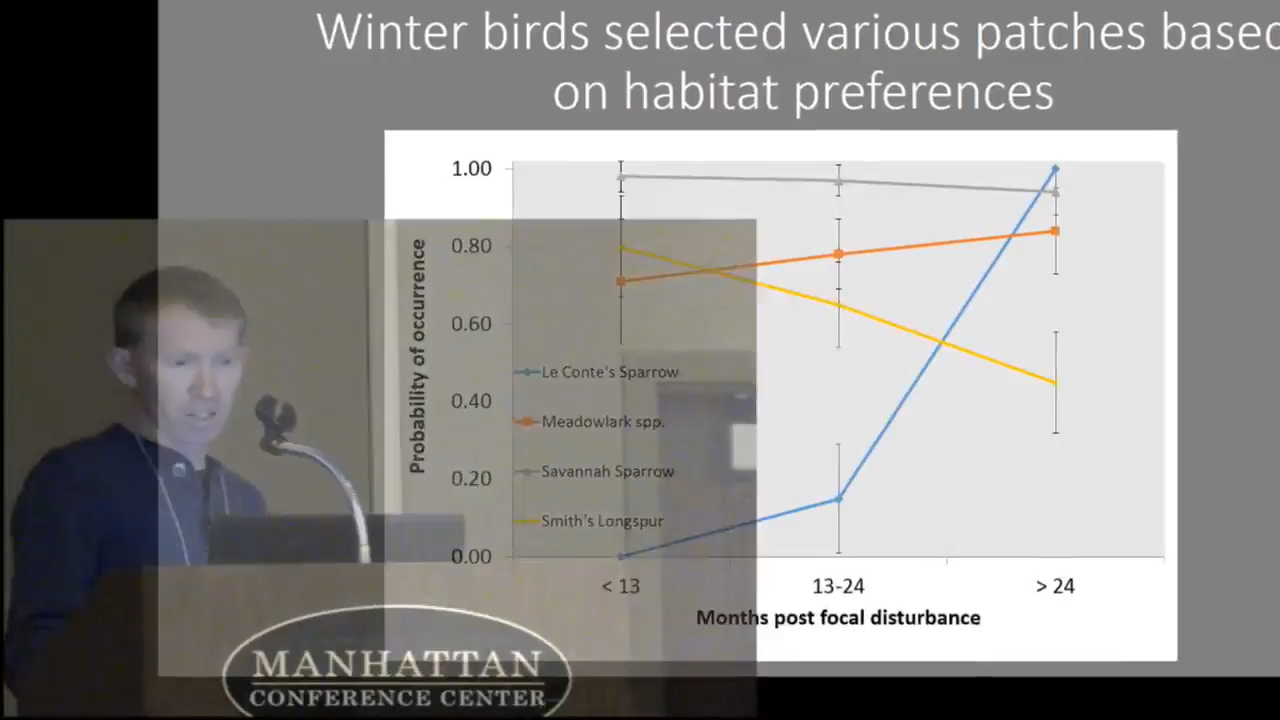 Winter birds selected various patches based
on habitat preferences
1.00
0.80
0.60
0.40
0.20
0.00
Probability of occurrence
Le Conte's Sparrow
Meadowlark spp.
Savannah Sparrow
Smith's Longspur
< 13
13-24
> 24
Months post focal disturbance
MANHATTAN
CONFERENCE CENTER